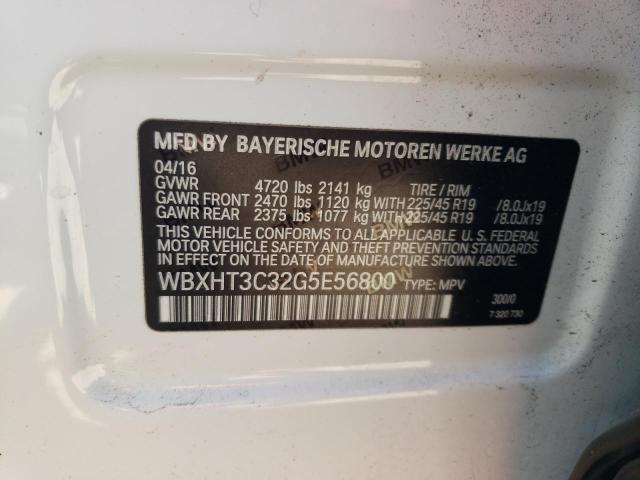 MFD BY BAYERISCHE MOTOREN WERKE AG
04/16
GVWR 4720 lbs 2141 kg TIRE / RIM
GAWR FRONT 2470 lbs 1120 kg WITH 225/45 R19 /8.0Jx19
GAWR REAR 2375 lbs 1077 kg WITH 225/45 R19 /8.0Jx19
THIS VEHICLE CONFORMS TO ALL APPLICABLE U. S. FEDERAL
MOTOR VEHICLE SAFETY AND THEFT PREVENTION STANDARDS
IN EFFECT ON THE DATE OF MANUFACTURE SHOWN ABOVE.
WBXHT3C32G5E56800 TYPE: MPV
300/0
7 320 730